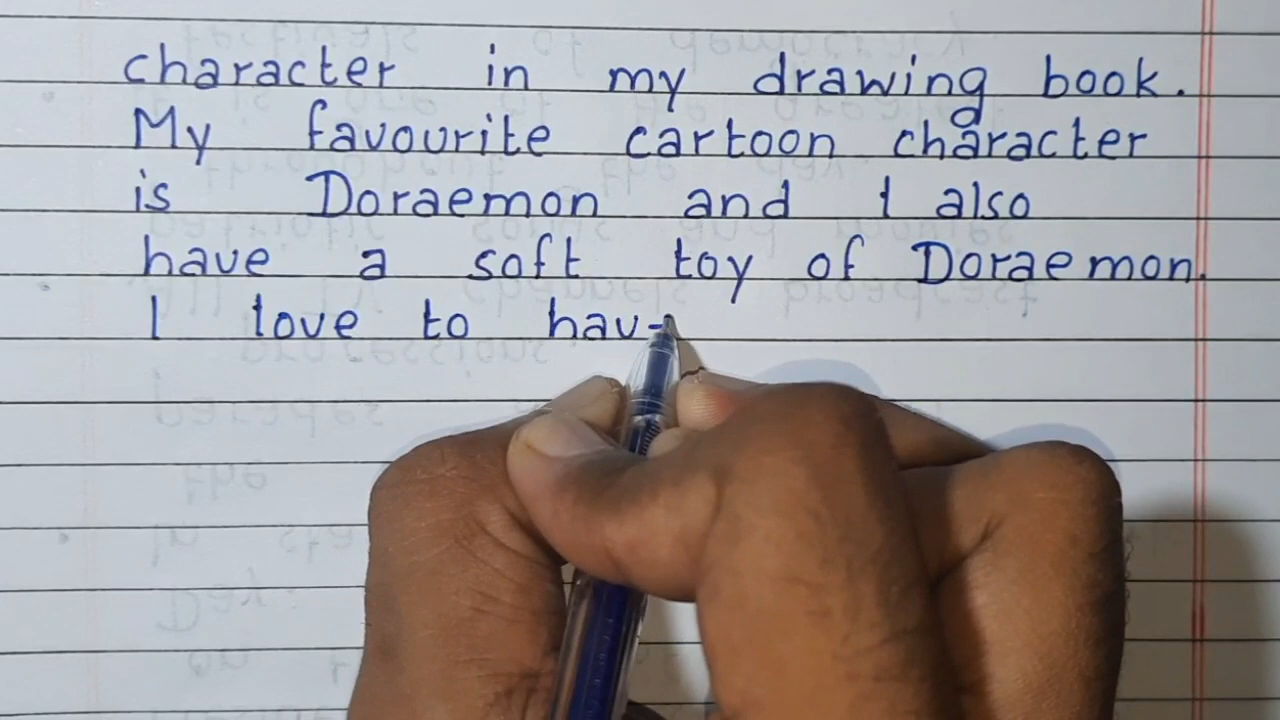 character in my drawing book.
My favourite cartoon character
is Doraemon and I also
have a soft toy of Doraemon.
I love to hav